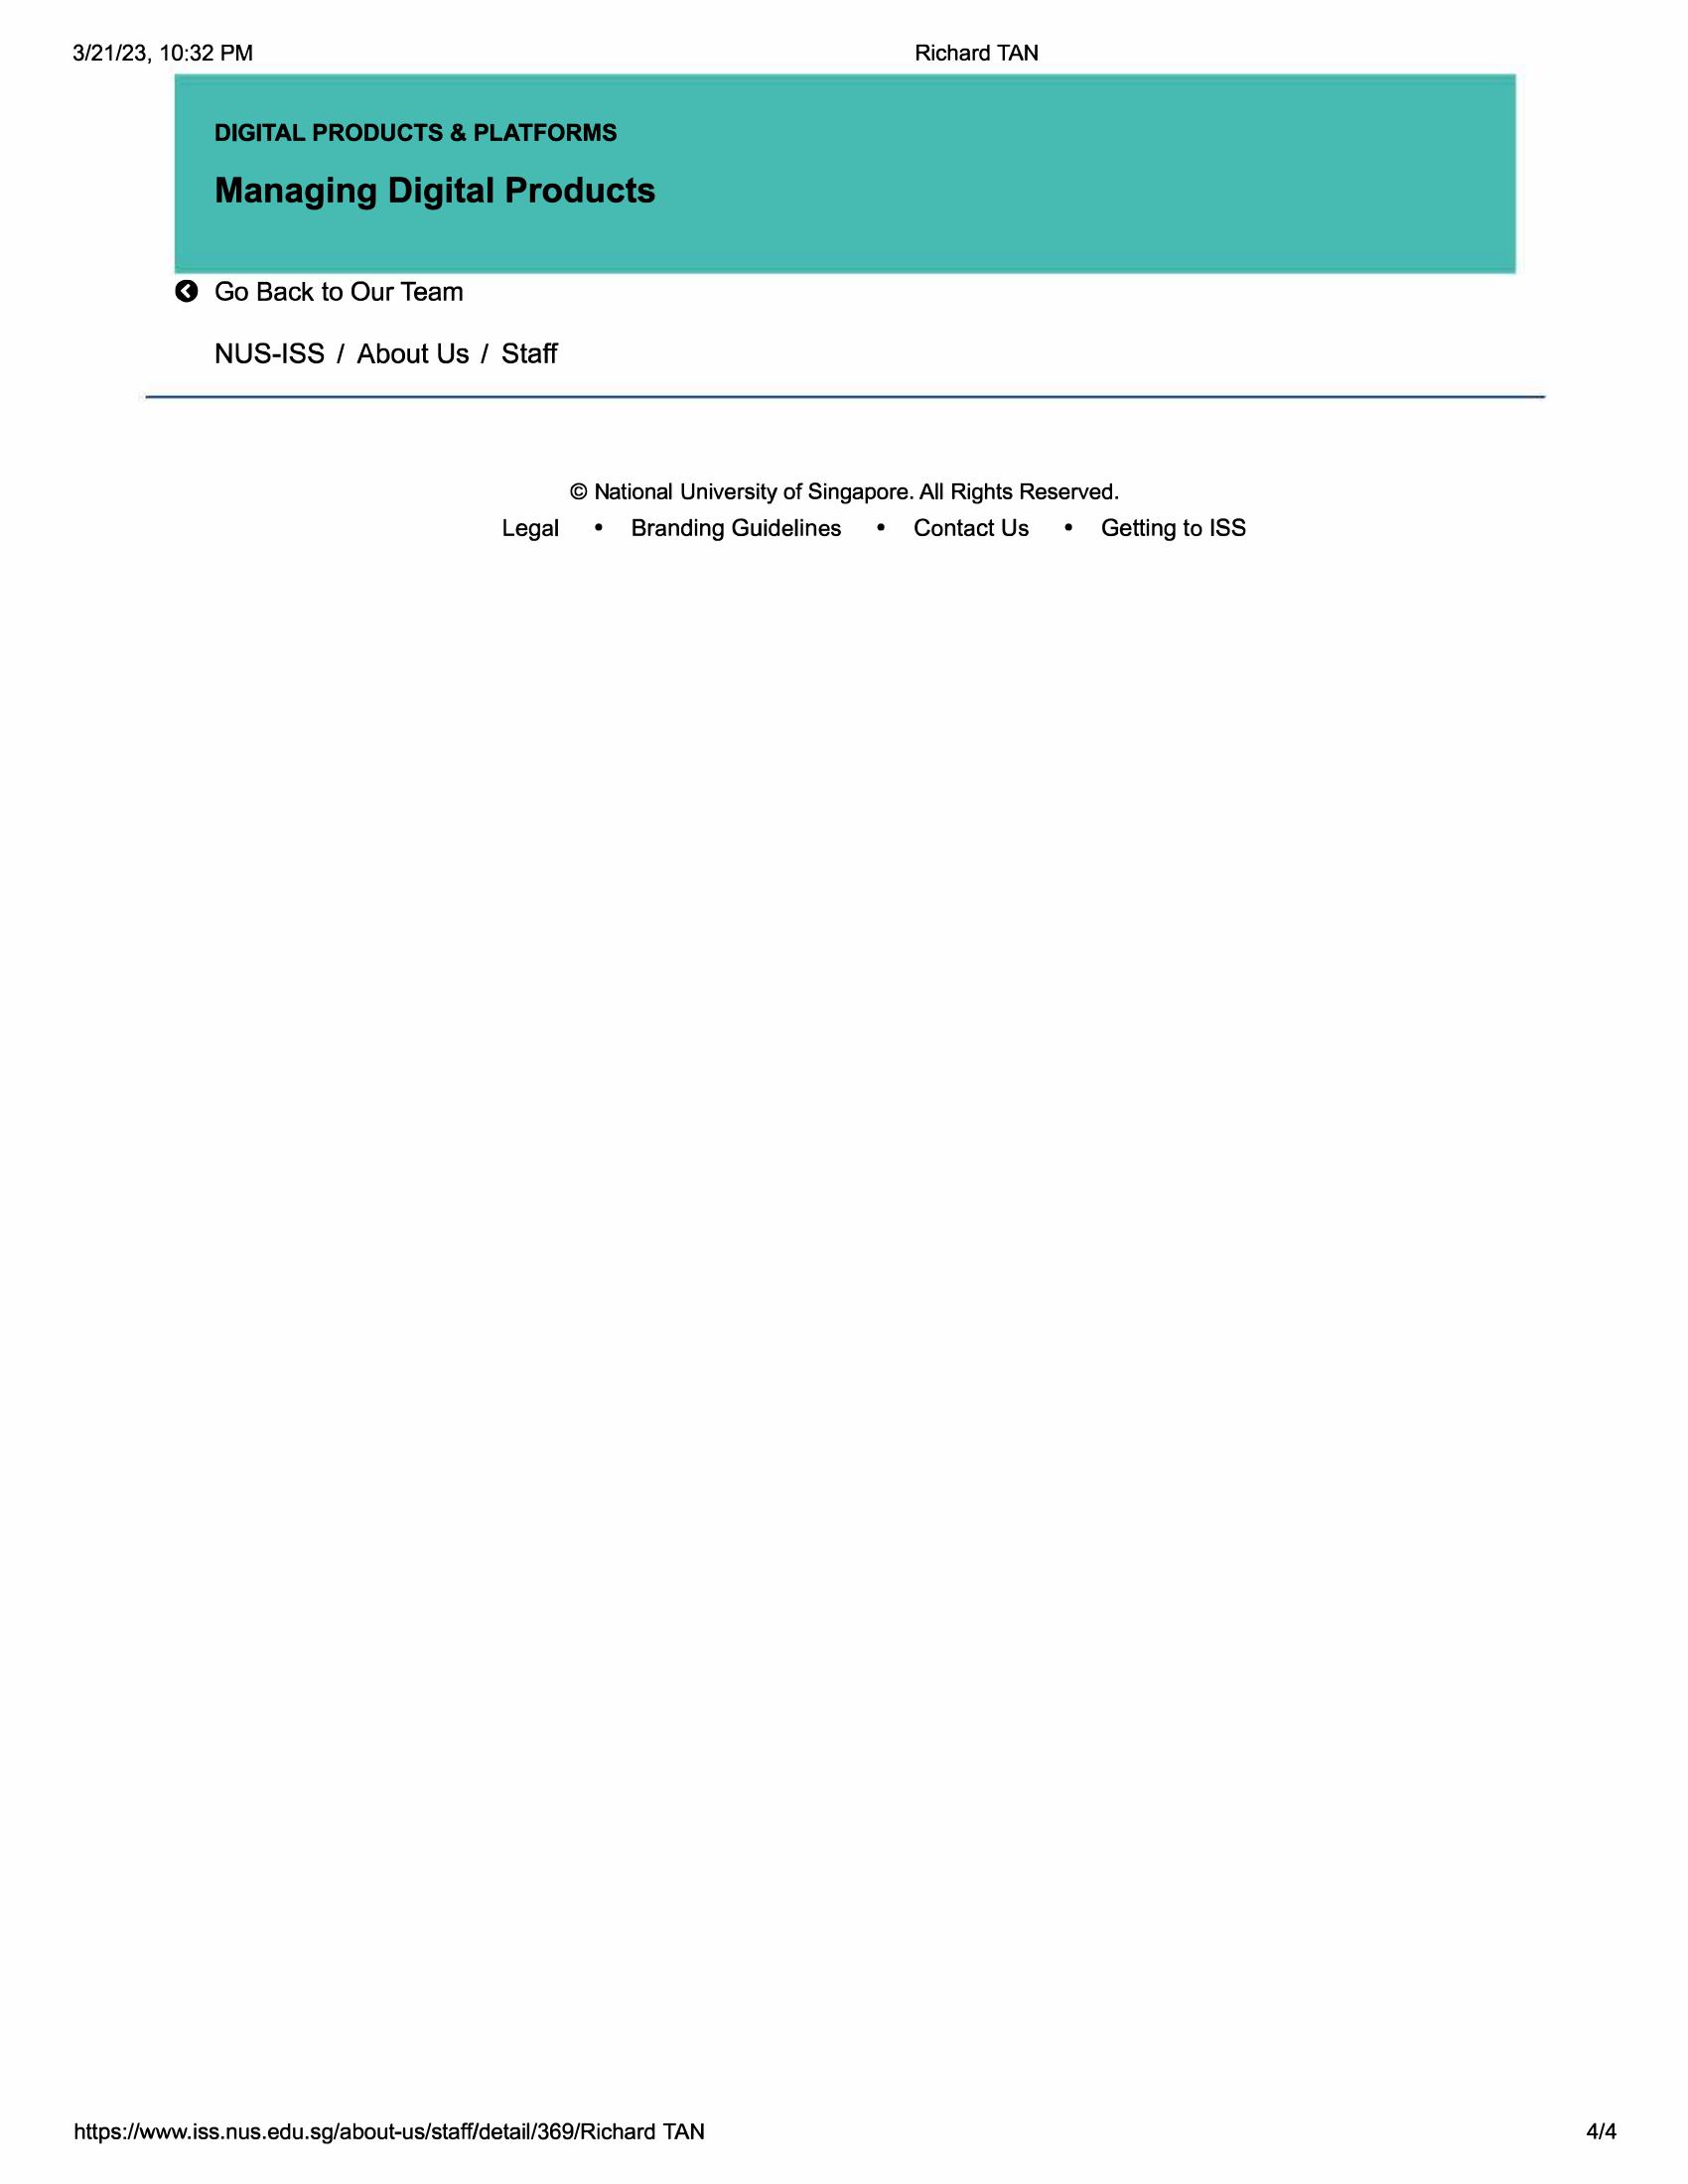 3/21/23, 10:32 PM Richard TAN
DIGITAL PRODUCTS & PLATFORMS
Managing Digital Products
Go Back to Our Team
NUS-ISS / About Us / Staff
© National University of Singapore. All Rights Reserved.
Legal • Branding Guidelines • Contact Us • Getting to ISS
https://www.iss.nus.edu.sg/about-us/staff/detail/369/Richard TAN 4/4